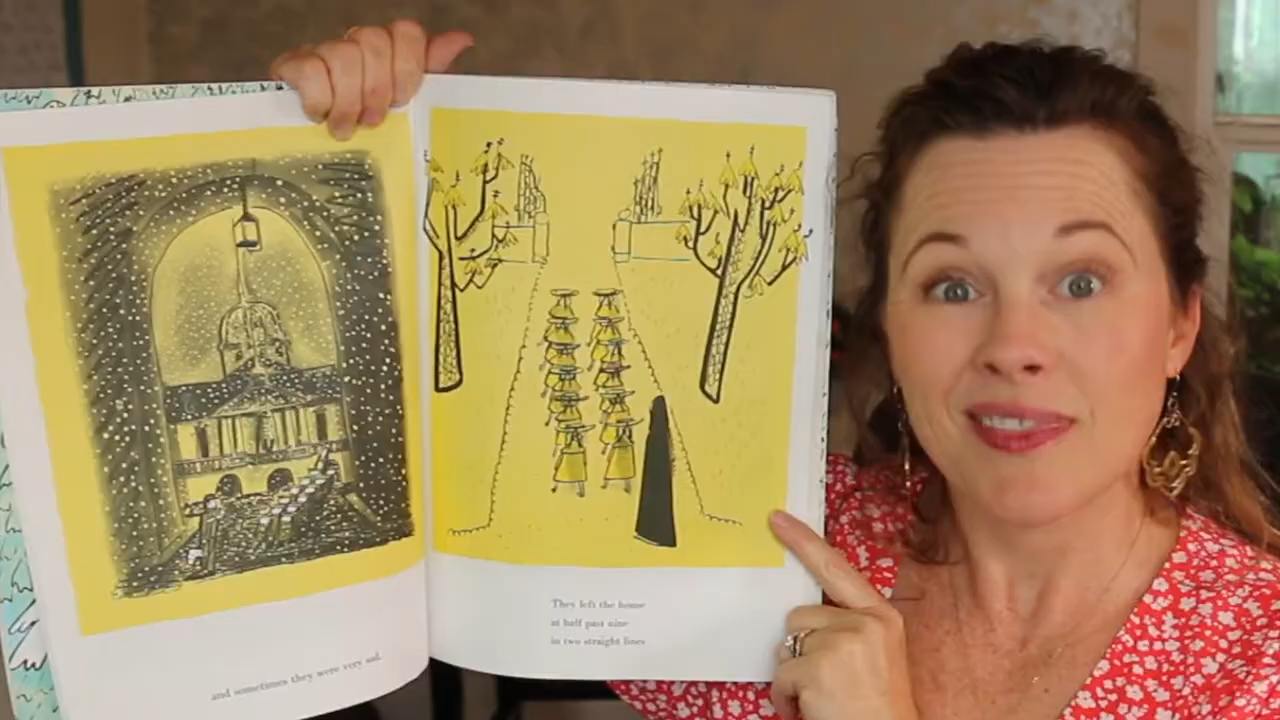 and sometimes they were very sad.
They left the house
at half past nine
in two straight lines